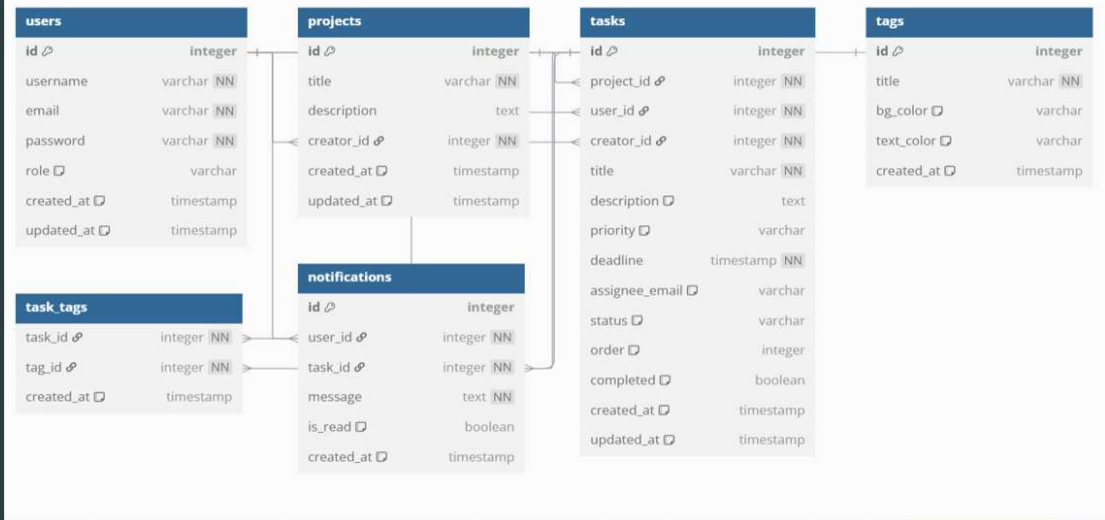 users
id integer
username varchar NN
email varchar NN
password varchar NN
role varchar
created_at timestamp
updated_at timestamp
projects
id integer
title varchar NN
description text
creator_id integer NN
created_at timestamp
updated_at timestamp
tasks
id integer
project_id integer NN
user_id integer NN
creator_id integer NN
title varchar NN
description text
priority varchar
deadline timestamp NN
assignee_email varchar
status varchar
order integer
completed boolean
created_at timestamp
updated_at timestamp
tags
id integer
title varchar NN
bg_color varchar
text_color varchar
created_at timestamp
task_tags
task_id integer NN
tag_id integer NN
created_at timestamp
notifications
id integer
user_id integer NN
task_id integer NN
message text NN
is_read boolean
created_at timestamp